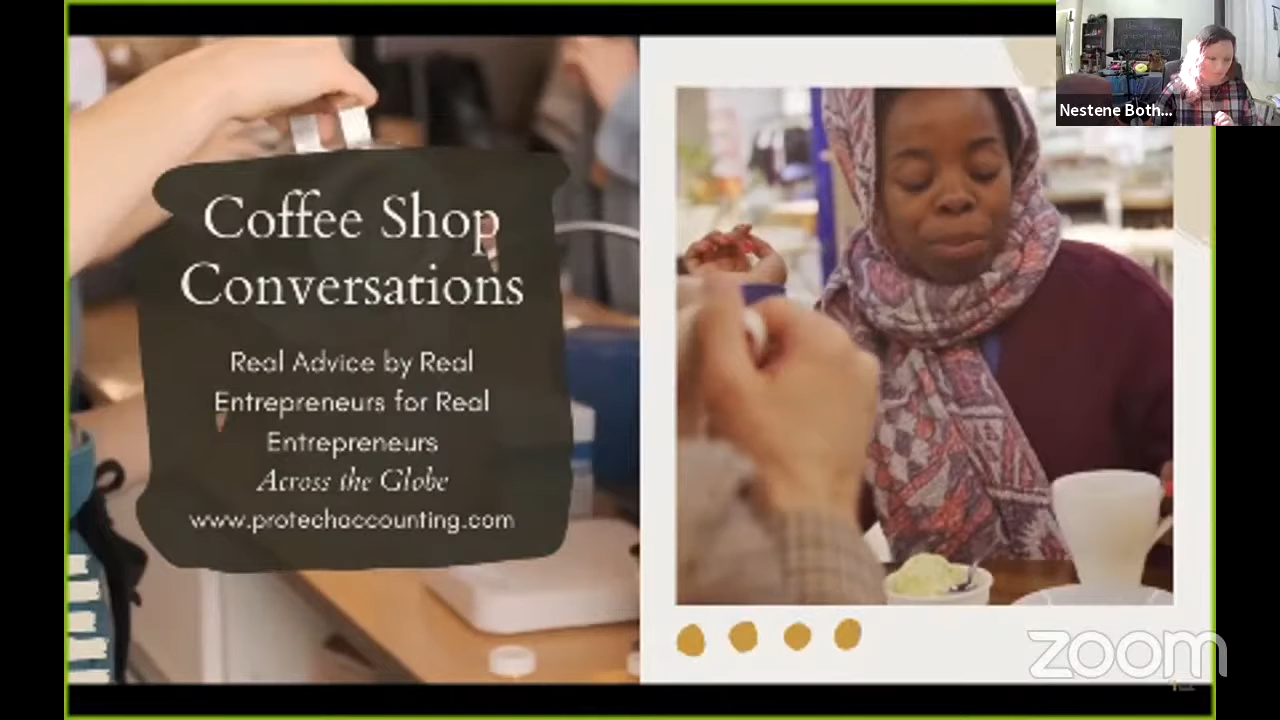 Coffee Shop
Conversations
Real Advice by Real
Entrepreneurs for Real
Entrepreneurs
Across the Globe
www.protechaccounting.com
Nestene Both...
zoom